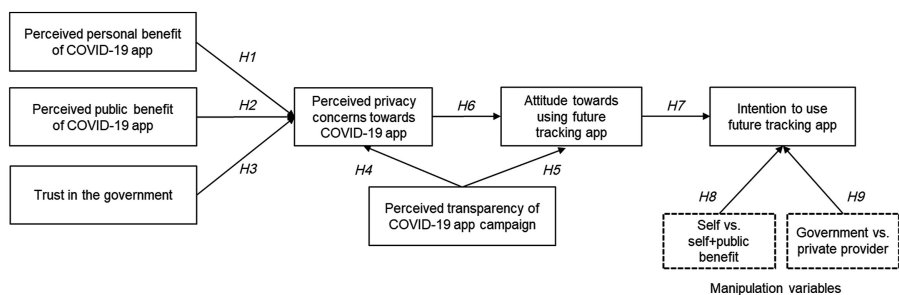 Perceived personal benefit
of COVID-19 app
H1
Perceived public benefit
of COVID-19 app
H2
Trust in the government
H3
Perceived privacy
concerns towards
COVID-19 app
H6
Attitude towards
using future
tracking app
H7
Intention to use
future tracking app
H4
H5
Perceived transparency of
COVID-19 app campaign
H8
H9
Self vs.
self+public
benefit
Government vs.
private provider
Manipulation variables